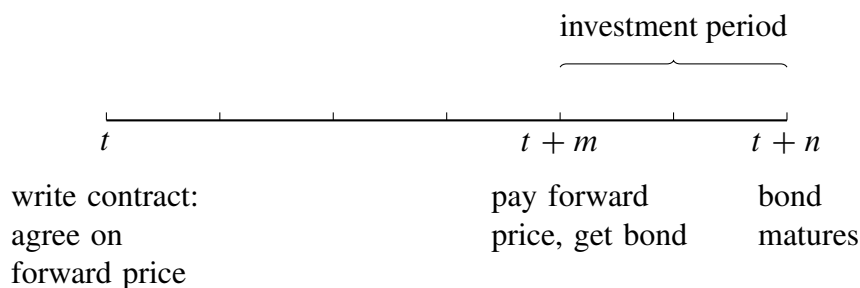 investment period
t
t + m
t + n
write contract:
agree on
forward price
pay forward
price, get bond
bond
matures